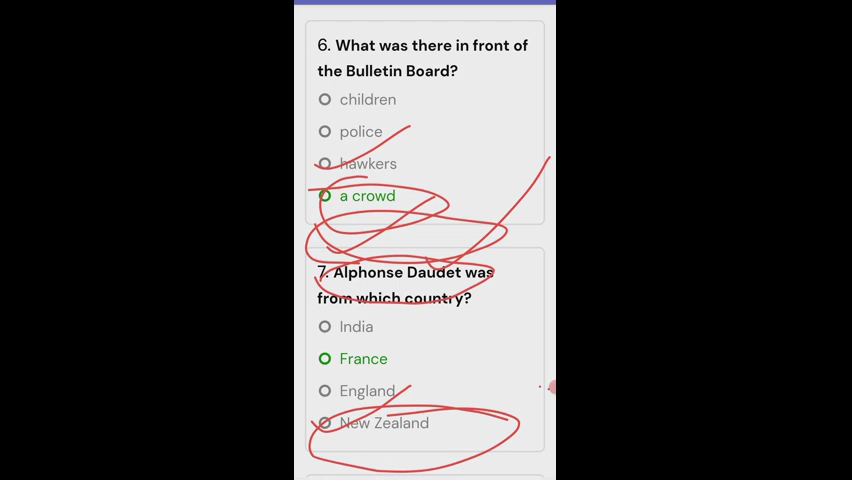 6. What was there in front of
the Bulletin Board?
children
police
hawkers
a crowd
7. Alphonse Daudet was
from which country?
India
France
England
New Zealand